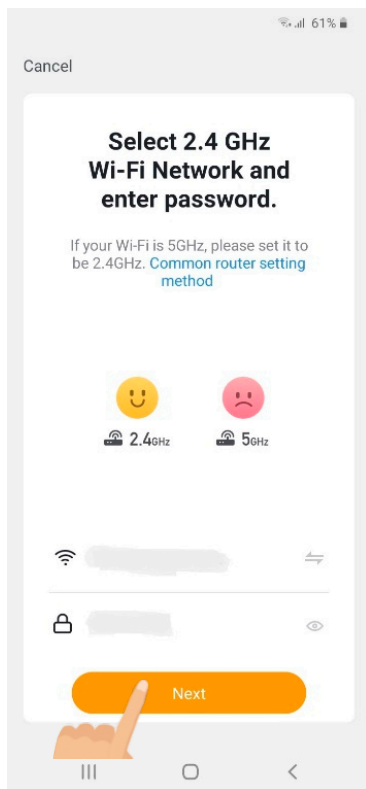 61%
Cancel
Select 2.4 GHz
Wi-Fi Network and
enter password.
If your Wi-Fi is 5GHz, please set it to
be 2.4GHz. Common router setting
method
2.4GHz 5GHz
Next